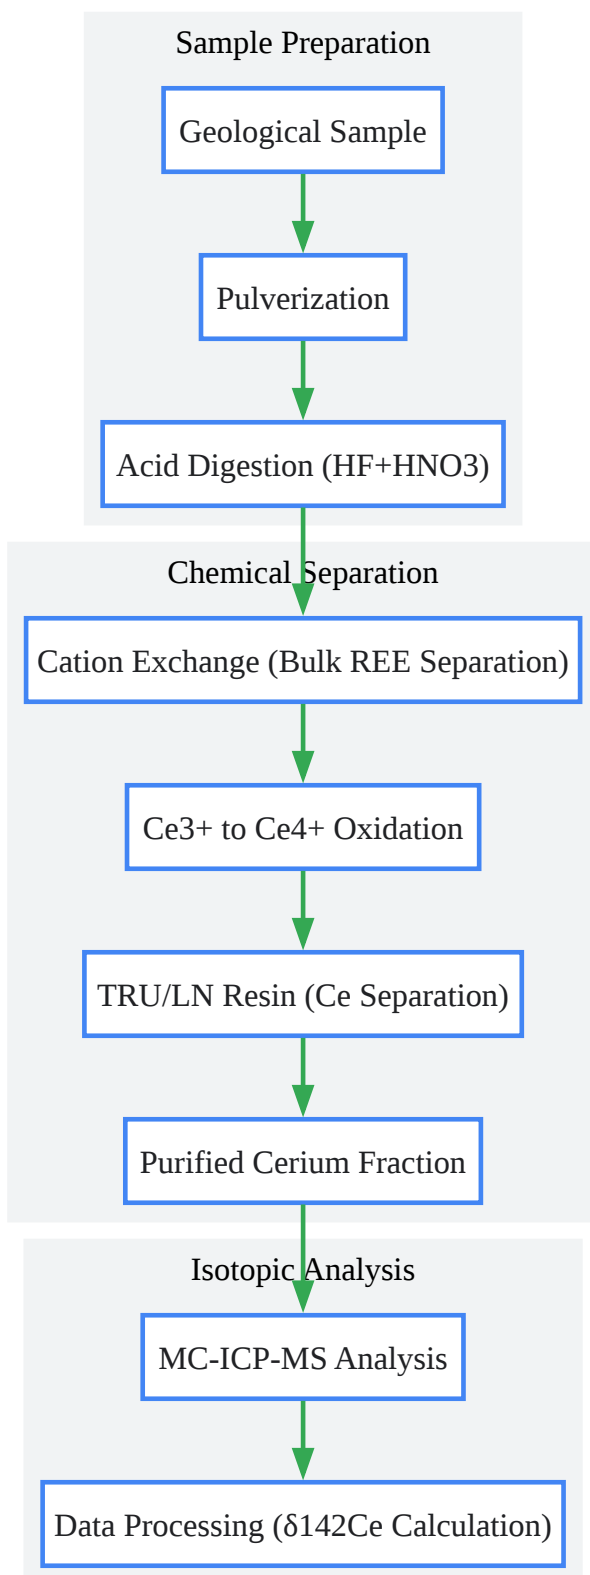 Sample Preparation
Geological Sample
Pulverization
Acid Digestion (HF+HNO3)
Chemical Separation
Cation Exchange (Bulk REE Separation)
Ce3+ to Ce4+ Oxidation
TRU/LN Resin (Ce Separation)
Purified Cerium Fraction
Isotopic Analysis
MC-ICP-MS Analysis
Data Processing (δ142Ce Calculation)